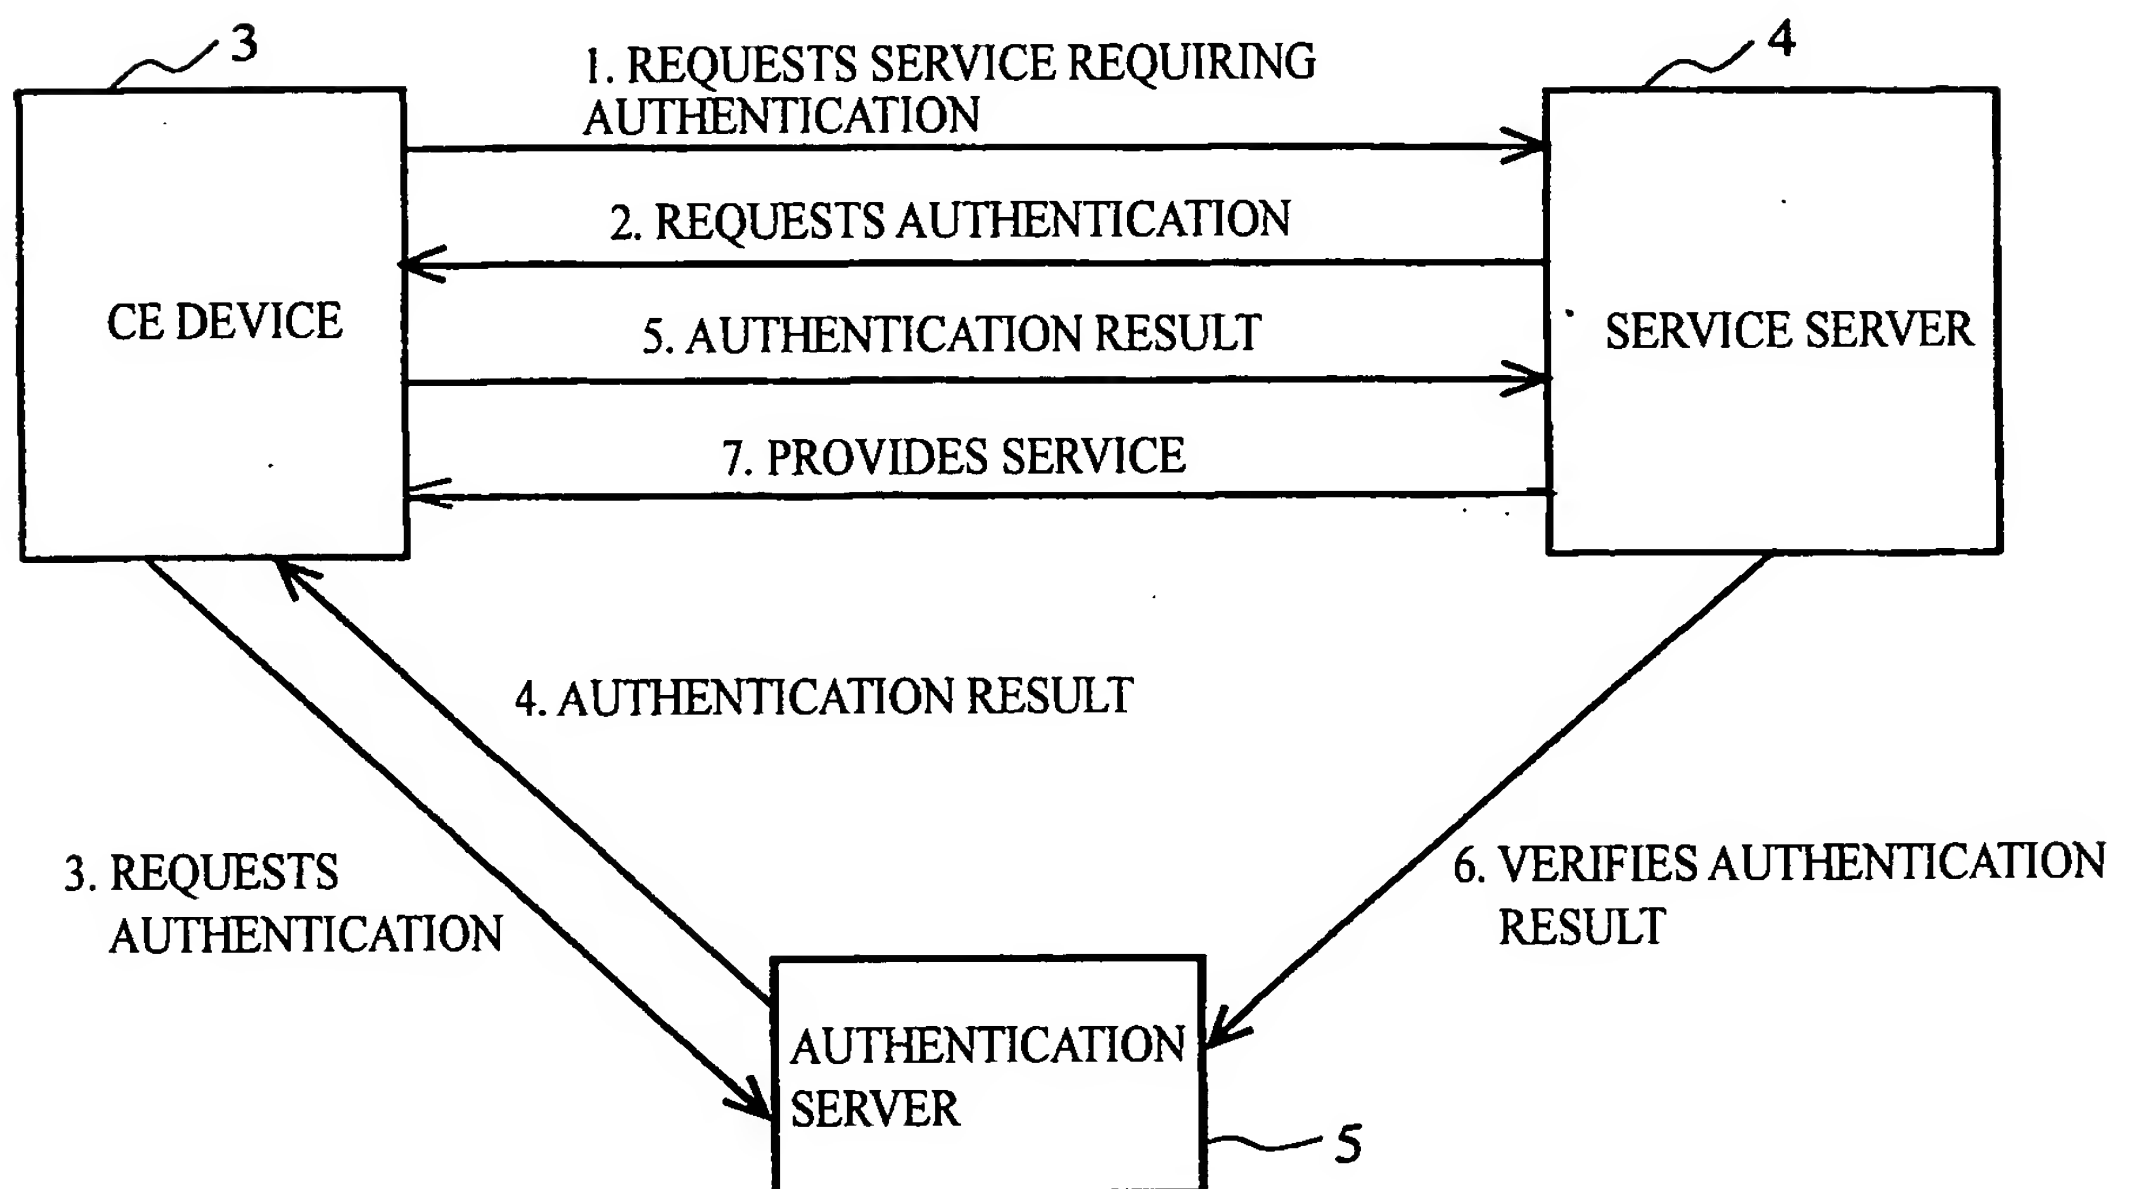 3
4
1. REQUESTS SERVICE REQUIRING
AUTHENTICATION
2. REQUESTS AUTHENTICATION
CE DEVICE
5. AUTHENTICATION RESULT
SERVICE SERVER
7. PROVIDES SERVICE
4. AUTHENTICATION RESULT
3. REQUESTS
AUTHENTICATION
6. VERIFIES AUTHENTICATION
RESULT
AUTHENTICATION
SERVER
5